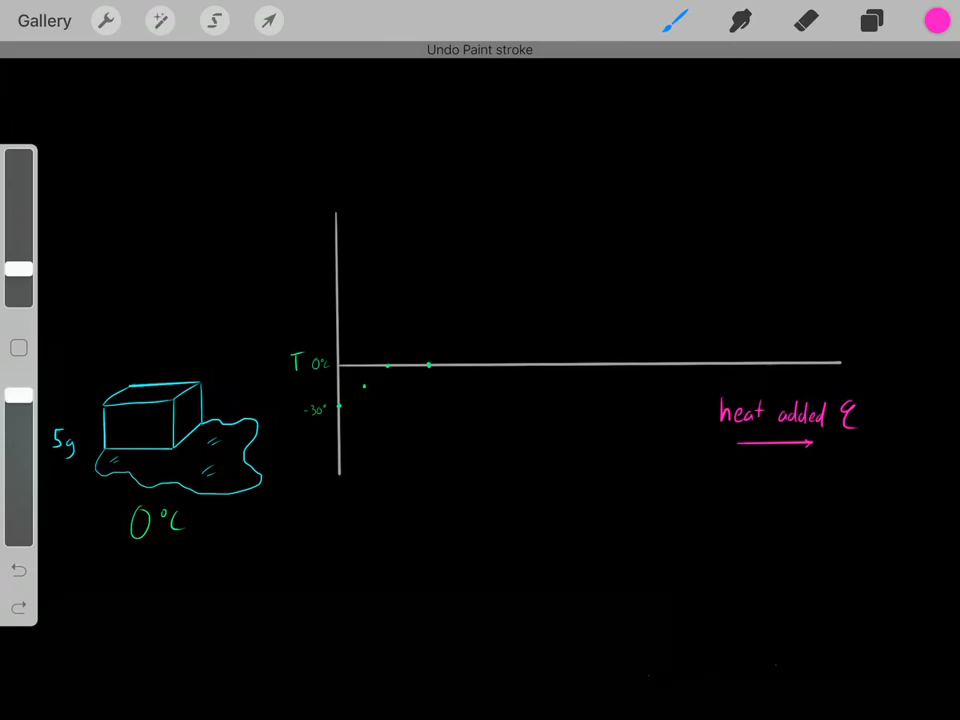 Gallery
Undo Paint stroke
T 0°C
-30°
heat added q
5g
0°C